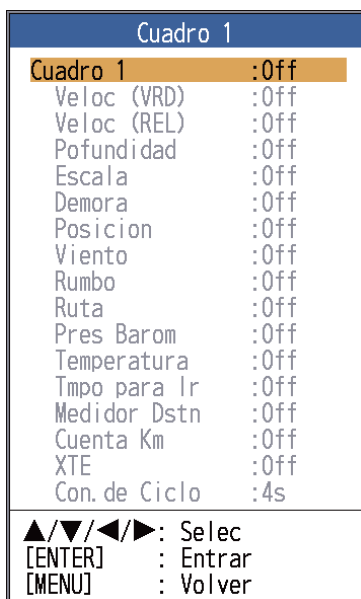 Cuadro 1
Cuadro 1 :Off
Veloc (VRD) :Off
Veloc (REL) :Off
Pofundidad :Off
Escala :Off
Demora :Off
Posicion :Off
Viento :Off
Rumbo :Off
Ruta :Off
Pres Barom :Off
Temperatura :Off
Tmpo para Ir :Off
Medidor Dstn :Off
Cuenta Km :Off
XTE :Off
Con.de Ciclo :4s
▲/▼/◀/▶: Selec
[ENTER] : Entrar
[MENU] : Volver